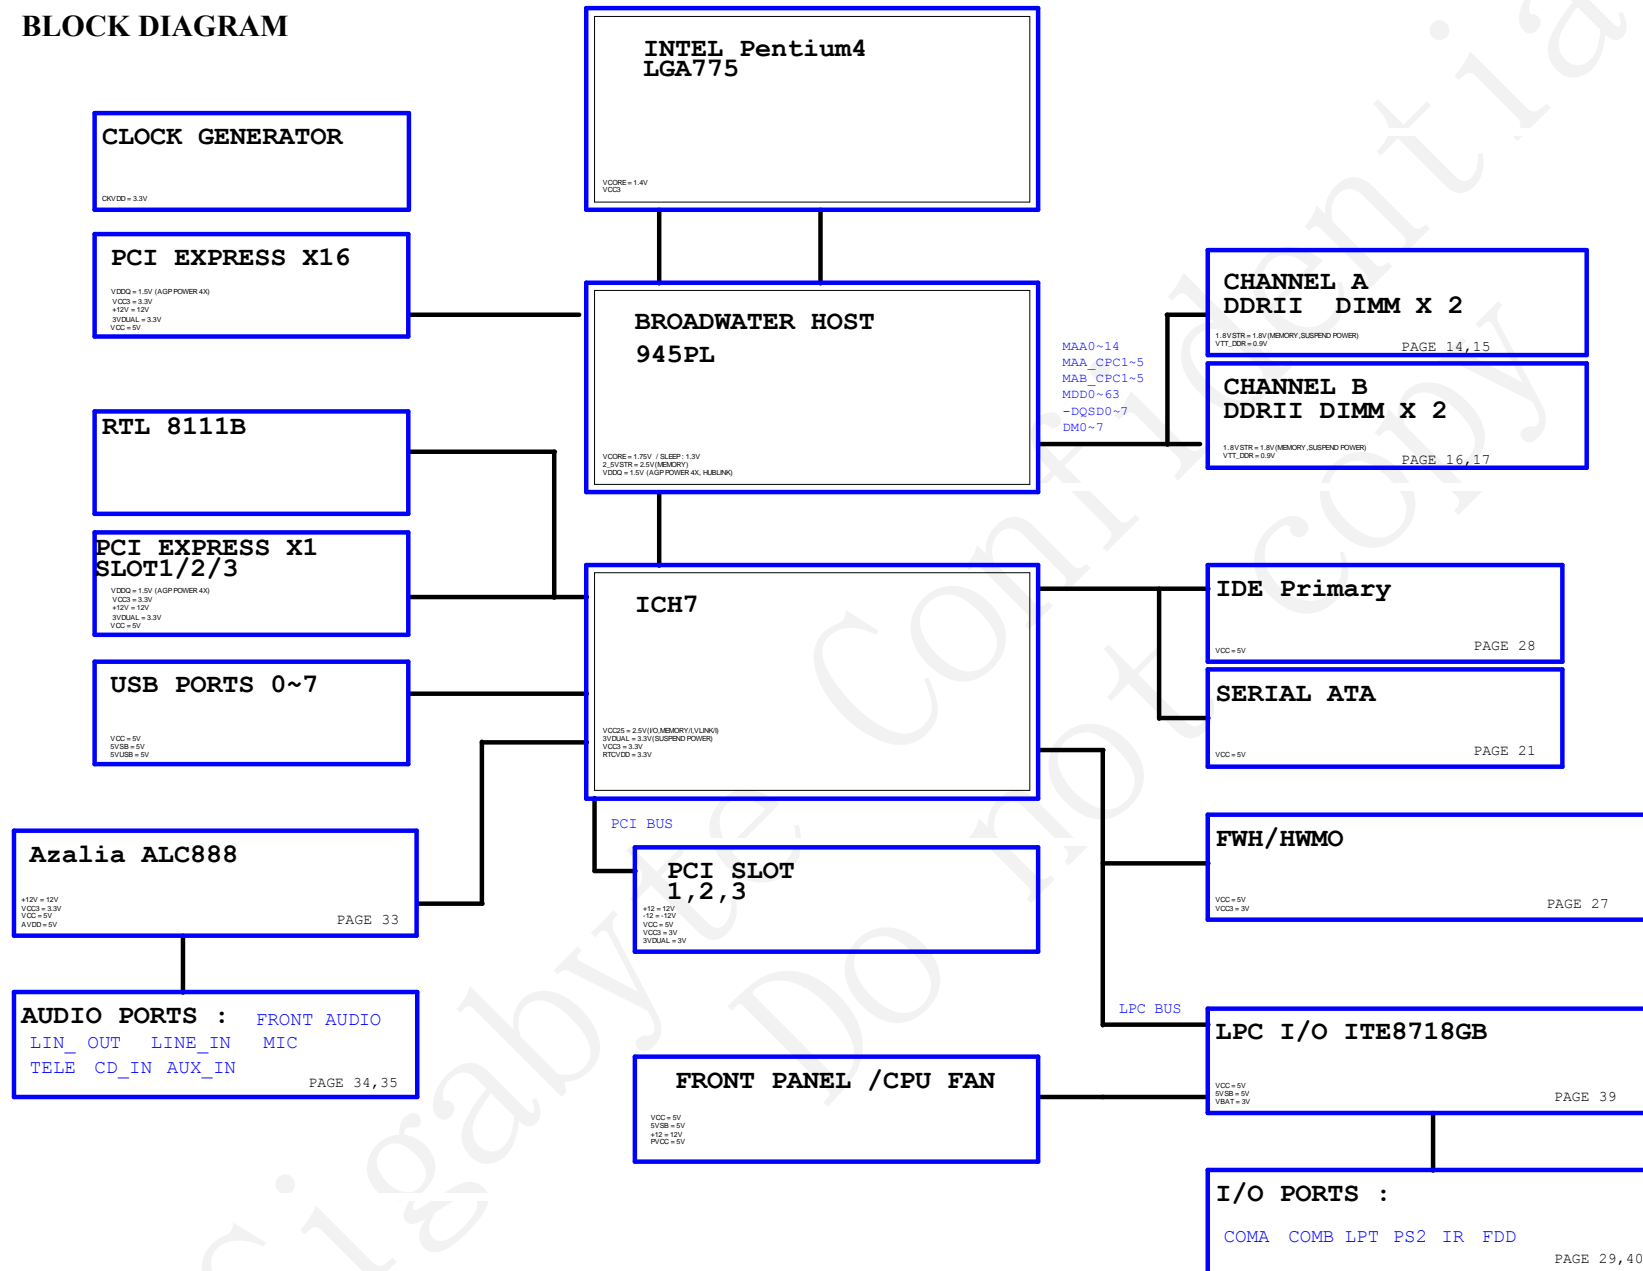 BLOCK DIAGRAM
INTEL Pentium4
LGA775
VCORE = 1.4V
VCC3
CLOCK GENERATOR
CKVDD = 3.3V
PCI EXPRESS X16
VDDQ = 1.5V (AGP POWER 4X)
VCC3 = 3.3V
+12V = 12V
3VDUAL = 3.3V
VCC = 5V
BROADWATER HOST
945PL
VCORE = 1.75V / SLEEP : 1.3V
2_5VSTR = 2.5V (MEMORY)
VDDQ = 1.5V (AGP POWER 4X, HUBLINK)
MAA0~14
MAA_CPC1~5
MAB_CPC1~5
MDD0~63
-DQSD0~7
DM0~7
CHANNEL A
DDRII DIMM X 2
1.8VSTR = 1.8V (MEMORY,SUSPEND POWER)
VTT_DDR = 0.9V
PAGE 14,15
CHANNEL B
DDRII DIMM X 2
1.8VSTR = 1.8V (MEMORY,SUSPEND POWER)
VTT_DDR = 0.9V
PAGE 16,17
RTL 8111B
PCI EXPRESS X1
SLOT1/2/3
VDDQ = 1.5V (AGP POWER 4X)
VCC3 = 3.3V
+12V = 12V
3VDUAL = 3.3V
VCC = 5V
ICH7
VCC25 = 2.5V (I/O,MEMORY/I,VLINK/I)
3VDUAL = 3.3V (SUSPEND POWER)
VCC3 = 3.3V
RTCVDD = 3.3V
IDE Primary
VCC = 5V
PAGE 28
SERIAL ATA
VCC = 5V
PAGE 21
USB PORTS 0~7
VCC = 5V
5VSB = 5V
5VUSB = 5V
PCI BUS
PCI SLOT
1,2,3
+12 = 12V
-12 = -12V
VCC = 5V
VCC3 = 3V
3VDUAL = 3V
Azalia ALC888
+12V = 12V
VCC3 = 3.3V
VCC = 5V
AVDD = 5V
PAGE 33
FWH/HWMO
VCC = 5V
VCC3 = 3V
PAGE 27
AUDIO PORTS : FRONT AUDIO
LIN_ OUT LINE_IN MIC
TELE CD_IN AUX_IN
PAGE 34,35
LPC BUS
LPC I/O ITE8718GB
VCC = 5V
5VSB = 5V
VBAT = 3V
PAGE 39
FRONT PANEL /CPU FAN
VCC = 5V
5VSB = 5V
+12 = 12V
PVCC = 5V
I/O PORTS :
COMA COMB LPT PS2 IR FDD
PAGE 29,40
Gigabyte Confidential
Do not copy